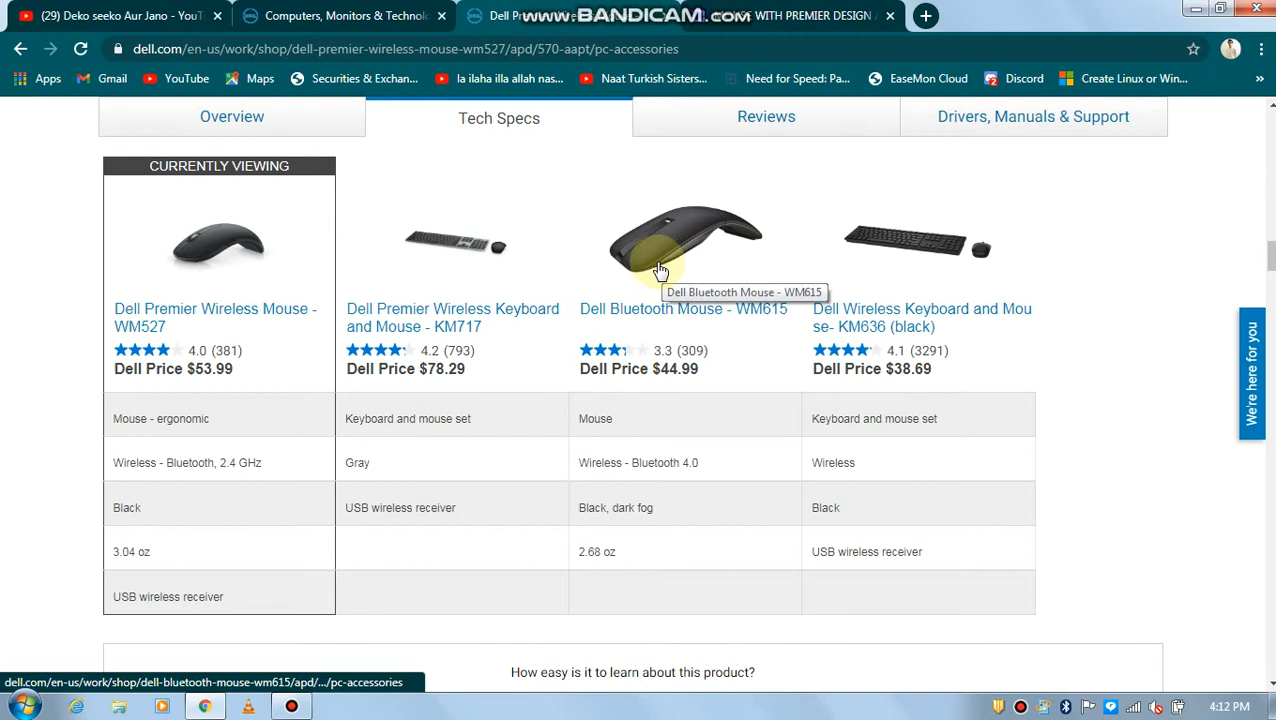 (29) Deko seeko Aur Jano - YouT
Computers, Monitors & Technol
Dell Pr
www.BANDICAM.com
SE WITH PREMIER DESIGN A
dell.com/en-us/work/shop/dell-premier-wireless-mouse-wm527/apd/570-aapt/pc-accessories
Apps
Gmail
YouTube
Maps
Securities & Exchan...
la ilaha illa allah nas...
Naat Turkish Sisters...
Need for Speed: Pa...
EaseMon Cloud
Discord
Create Linux or Win...
»
Overview
Tech Specs
Reviews
Drivers, Manuals & Support
CURRENTLY VIEWING
Dell Bluetooth Mouse - WM615
Dell Premier Wireless Mouse -
WM527
4.0 (381)
Dell Price $53.99
Dell Premier Wireless Keyboard
and Mouse - KM717
4.2 (793)
Dell Price $78.29
Dell Bluetooth Mouse - WM615
3.3 (309)
Dell Price $44.99
Dell Wireless Keyboard and Mou
se- KM636 (black)
4.1 (3291)
Dell Price $38.69
Mouse - ergonomic
Keyboard and mouse set
Mouse
Keyboard and mouse set
Wireless - Bluetooth, 2.4 GHz
Gray
Wireless - Bluetooth 4.0
Wireless
Black
USB wireless receiver
Black, dark fog
Black
3.04 oz
2.68 oz
USB wireless receiver
USB wireless receiver
We're here for you
How easy is it to learn about this product?
dell.com/en-us/work/shop/dell-bluetooth-mouse-wm615/apd/.../pc-accessories
4:12 PM